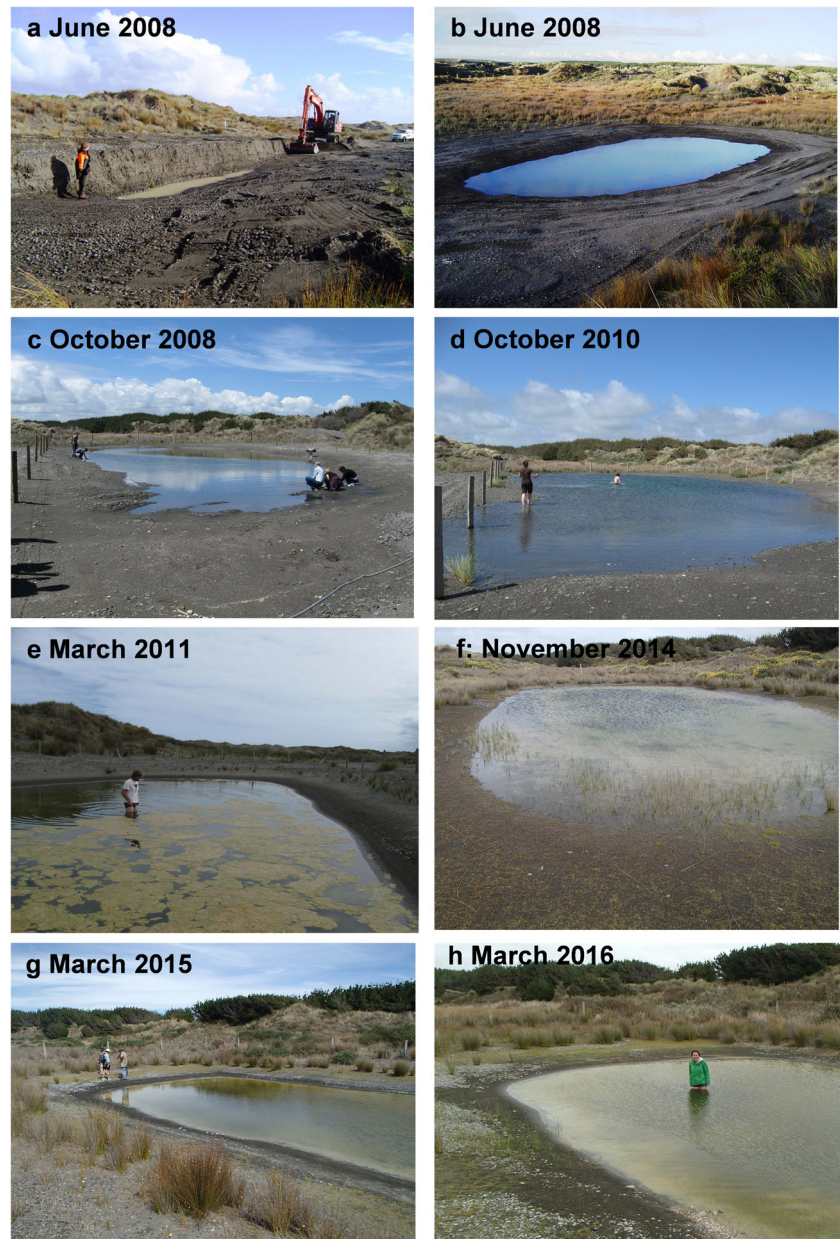 a June 2008
b June 2008
c October 2008
d October 2010
e March 2011
f: November 2014
g March 2015
h March 2016